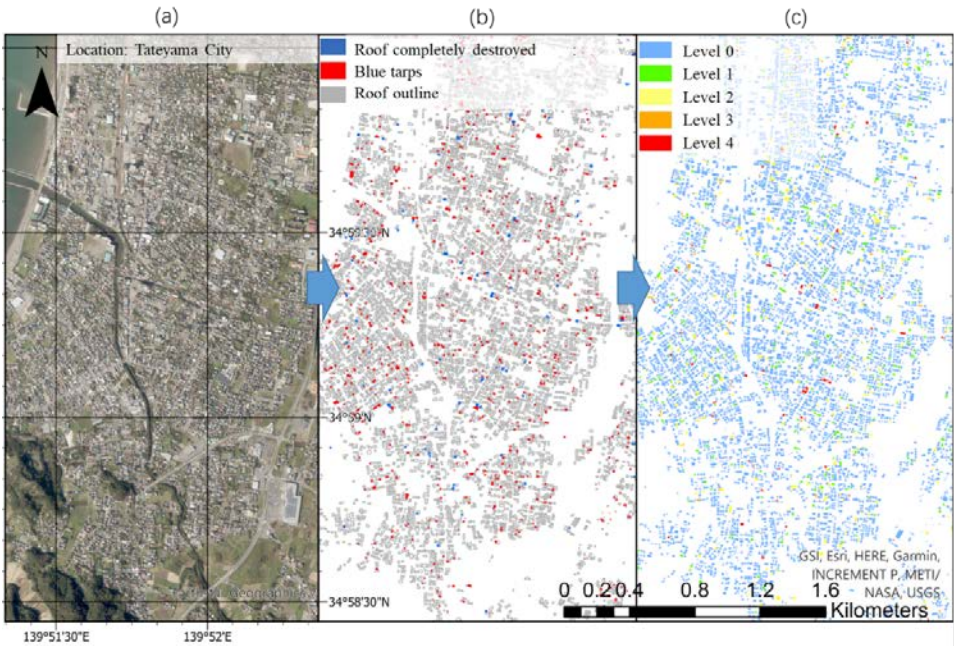 (a)
(b)
(c)
N
Location: Tateyama City
Roof completely destroyed
Blue tarps
Roof outline
Level 0
Level 1
Level 2
Level 3
Level 4
34°59'30"N
34°59'N
34°58'30"N
139°51'30"E
139°52'E
GSI, Esri, HERE, Garmin,
INCREMENT P, METI/
NASA, USGS
0 0.2 0.4 0.8 1.2 1.6
Kilometers